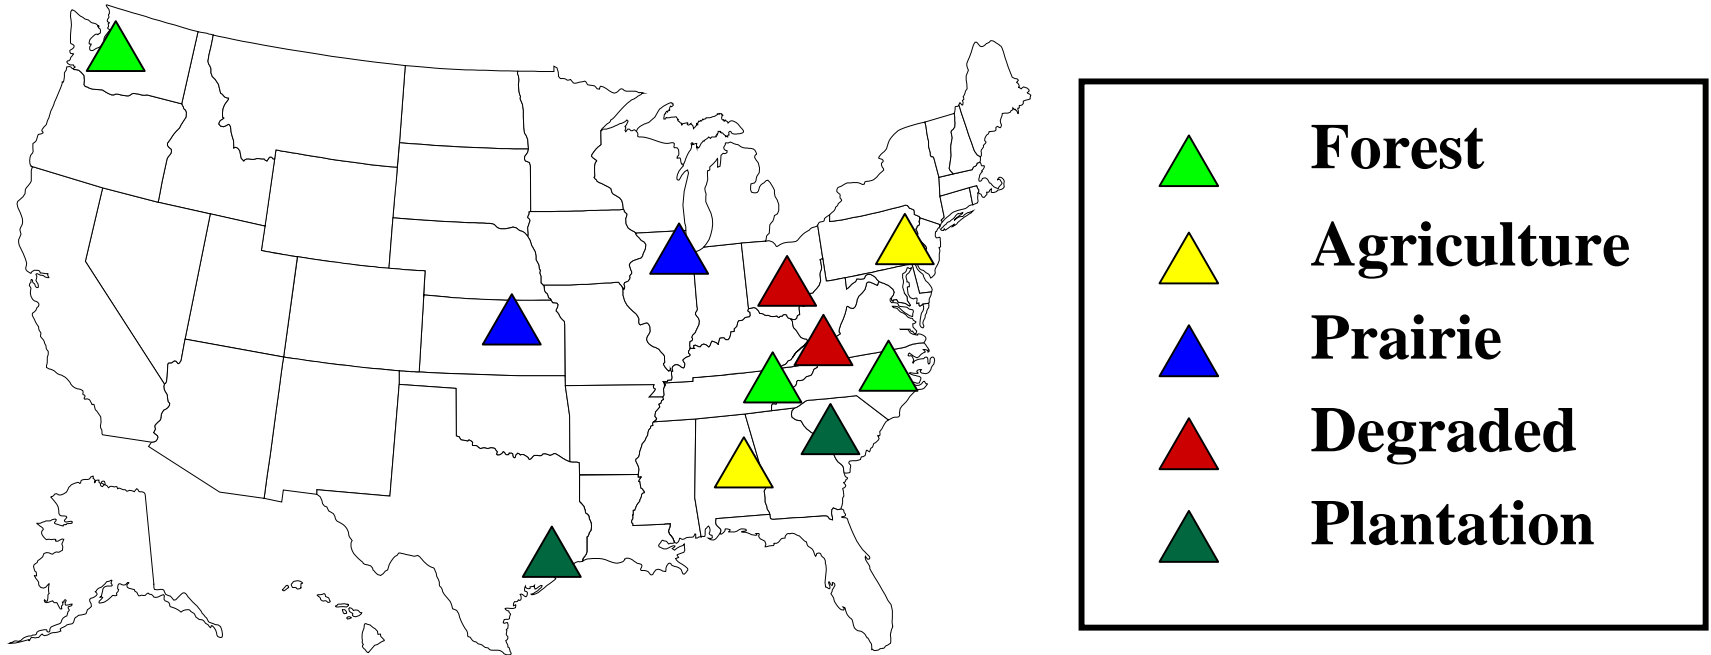 Forest
Agriculture
Prairie
Degraded
Plantation